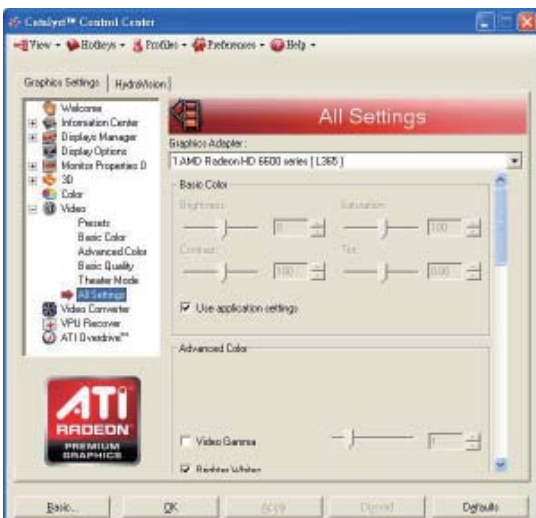 Catalyst™ Control Center
View Hotkeys Profiles Preferences Help
Graphics Settings HydraVision
Welcome
Information Center
Displays Manager
Display Options
Monitor Properties 0
3D
Color
Video
Presets
Basic Color
Advanced Color
Basic Quality
Theater Mode
All Settings
Video Converter
VPU Recover
ATI Overdrive™
ATI
RADEON
PREMIUM
GRAPHICS
All Settings
Graphics Adapter:
1.AMD Radeon HD 6600 series [ L365 ]
Basic Color
Brightness: Saturation:
0 100
Contrast: Tint:
100 0.00
Use application settings
Advanced Color
Video Gamma 1
Brighter Whites
Basic... OK Apply Discard Defaults